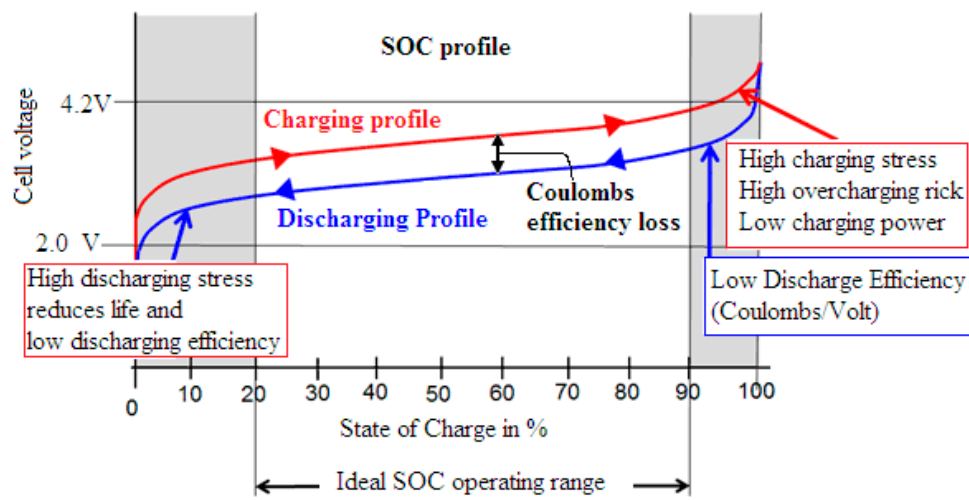 SOC profile
Cell voltage
4.2V
Charging profile
Coulombs
efficiency loss
Discharging Profile
2.0 V
High charging stress
High overcharging rick
Low charging power
High discharging stress
reduces life and
low discharging efficiency
Low Discharge Efficiency
(Coulombs/Volt)
0 10 20 30 40 50 60 70 80 90 100
State of Charge in %
Ideal SOC operating range